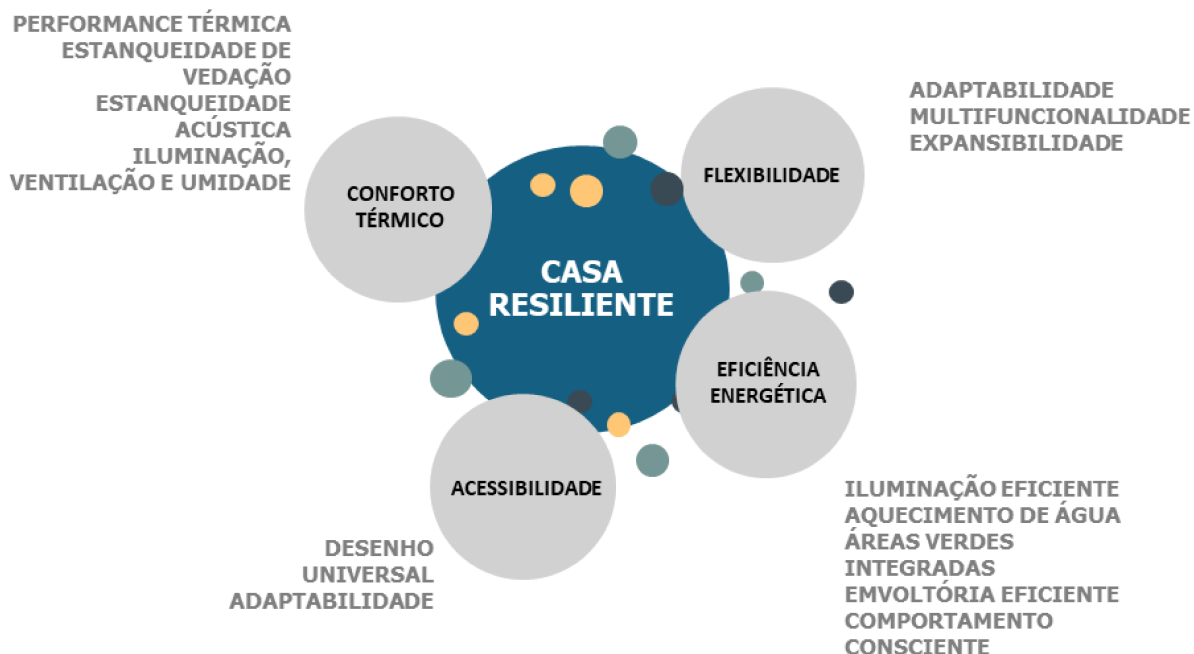 PERFORMANCE TÉRMICA
ESTANQUEIDADE DE
VEDAÇÃO
ESTANQUEIDADE
ACÚSTICA
ILUMINAÇÃO,
VENTILAÇÃO E UMIDADE
CONFORTO
TÉRMICO
ADAPTABILIDADE
MULTIFUNCIONALIDADE
EXPANSIBILIDADE
FLEXIBILIDADE
CASA
RESILIENTE
EFICIÊNCIA
ENERGÉTICA
ACESSIBILIDADE
DESENHO
UNIVERSAL
ADAPTABILIDADE
ILUMINAÇÃO EFICIENTE
AQUECIMENTO DE ÁGUA
ÁREAS VERDES
INTEGRADAS
EMVOLTÓRIA EFICIENTE
COMPORTAMENTO
CONSCIENTE